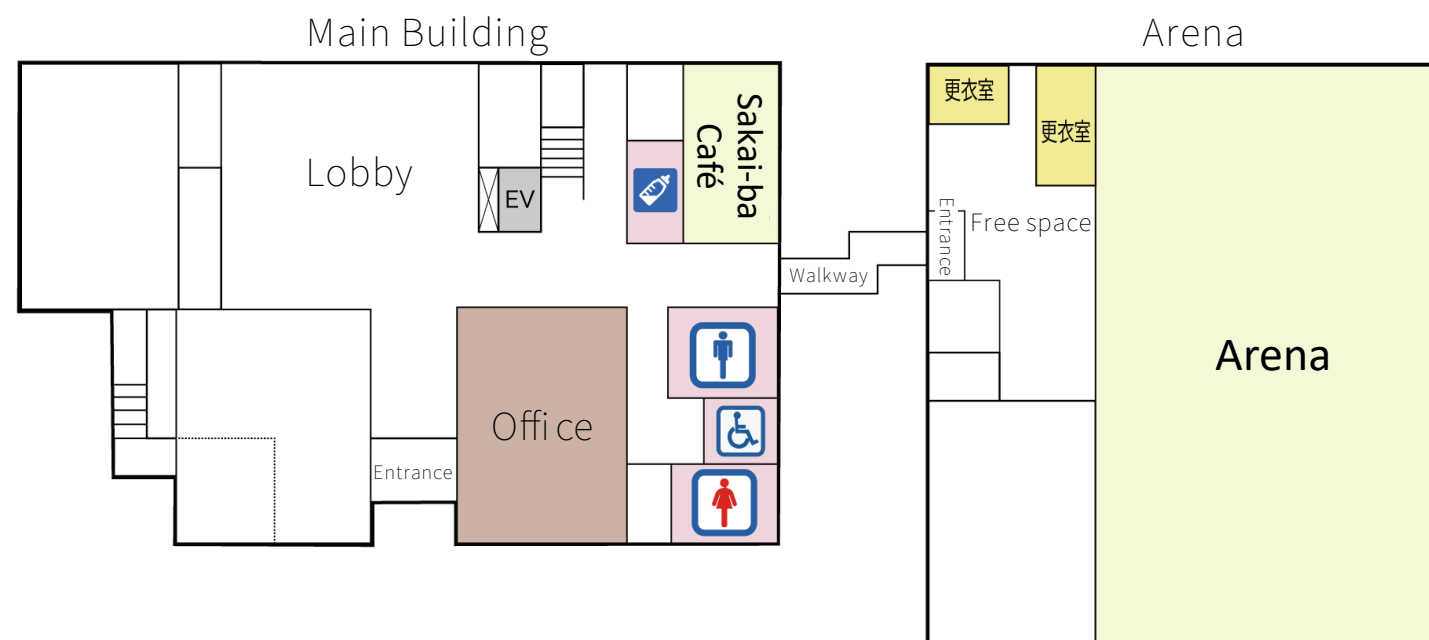 Main Building
Arena
Lobby
EV
Sakai-ba
Café
更衣室
更衣室
Entrance
Free space
Walkway
Arena
Office
Entrance